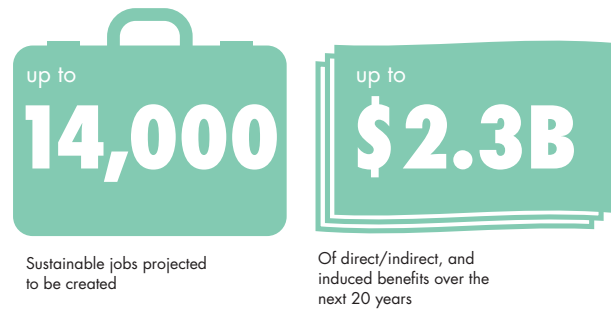 up to
14,000
Sustainable jobs projected
to be created
up to
$2.3B
Of direct/indirect, and
induced benefits over the
next 20 years